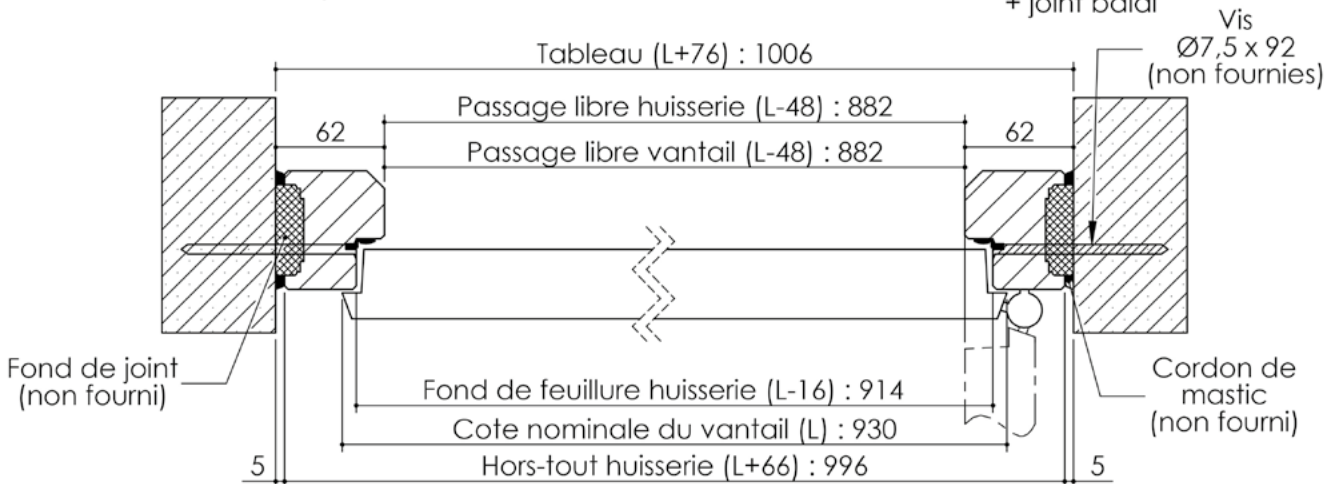 + joint balai
Vis
Ø7,5 x 92
(non fournies)
Tableau (L+76) : 1006
Passage libre huisserie (L-48) : 882
62
62
Passage libre vantail (L-48) : 882
Fond de joint
(non fourni)
Cordon de
mastic
(non fourni)
Fond de feuillure huisserie (L-16) : 914
Cote nominale du vantail (L) : 930
5
Hors-tout huisserie (L+66) : 996
5